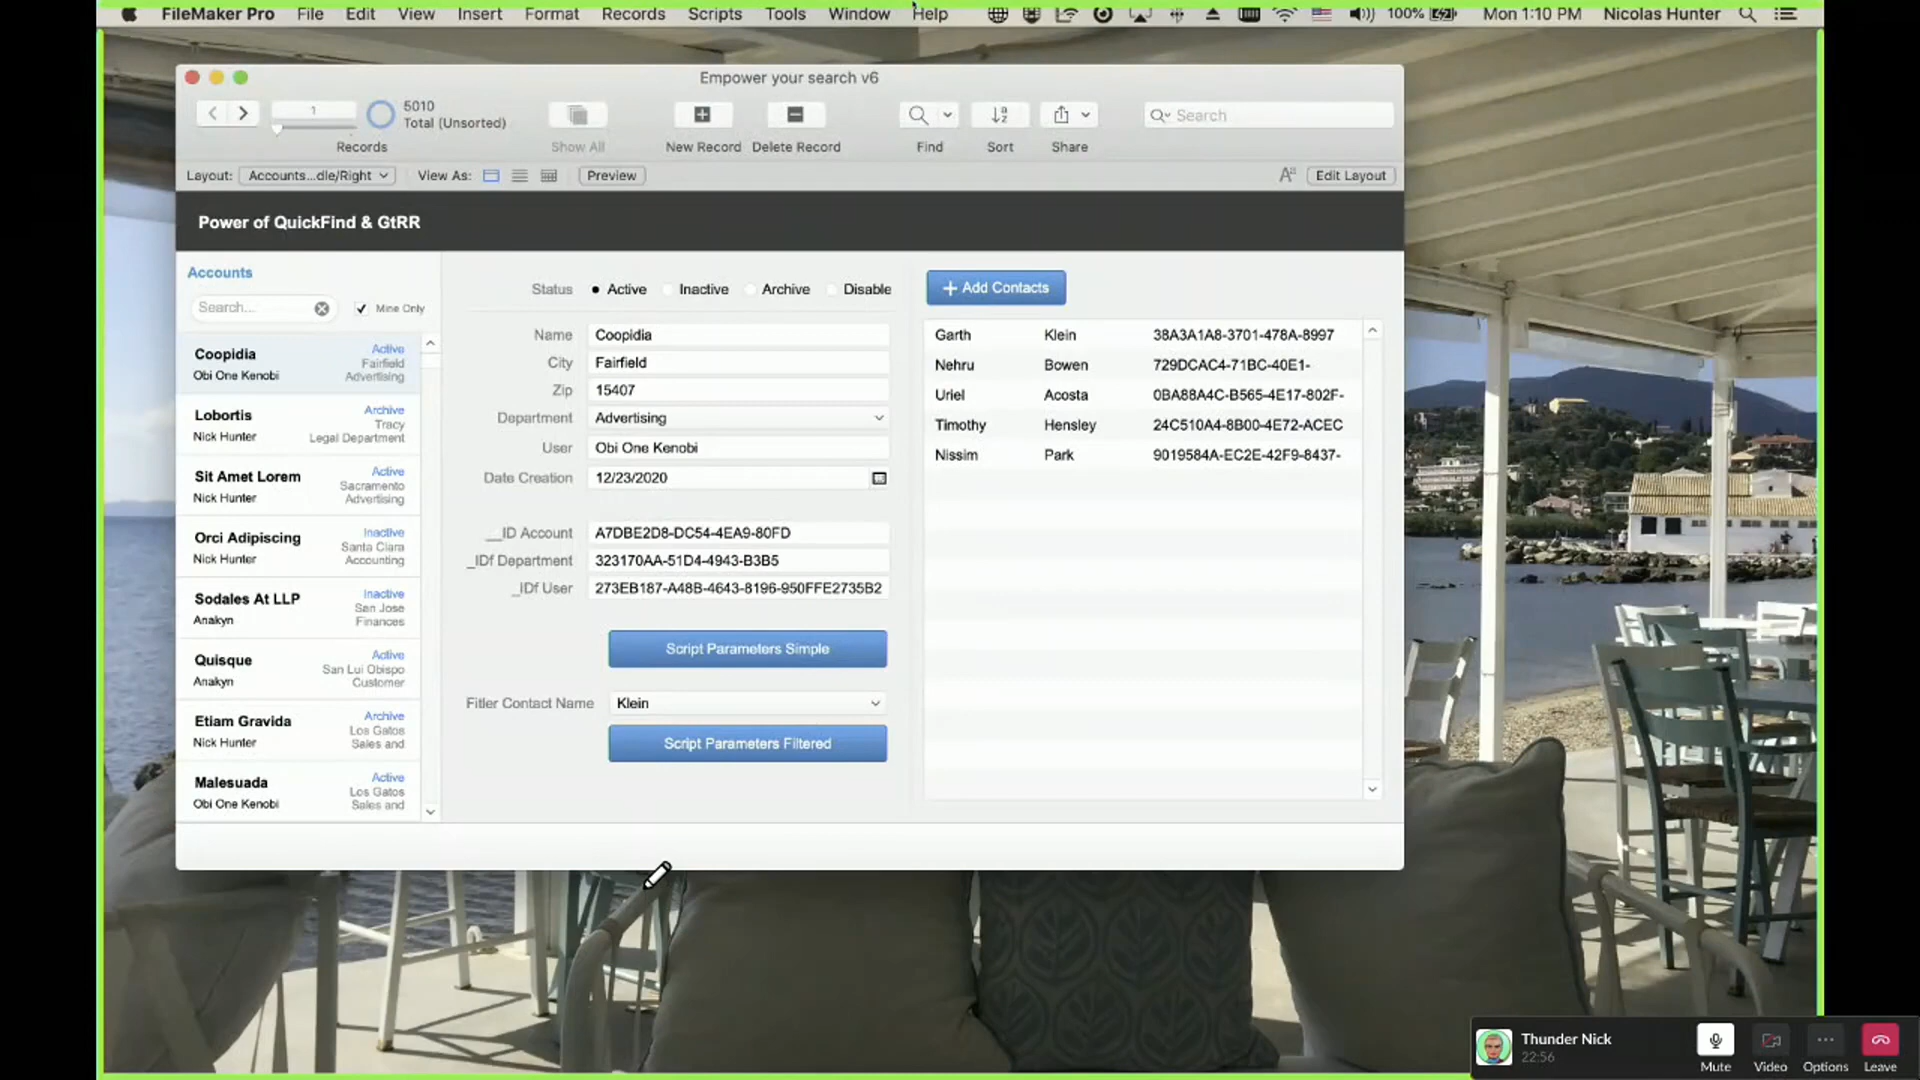 FileMaker Pro File Edit View Insert Format Records Scripts Tools Window Help 100% Mon 1:10 PM Nicolas Hunter
Empower your search v6
1
5010
Total (Unsorted)
Search
Records Show All New Record Delete Record Find Sort Share
Layout: Accounts...dle/Right View As: Preview Edit Layout
Power of QuickFind & GtRR
Accounts
Search... Mine Only
Coopidia Active
Fairfield
Obi One Kenobi Advertising
Lobortis Archive
Tracy
Nick Hunter Legal Department
Sit Amet Lorem Active
Sacramento
Nick Hunter Advertising
Orci Adipiscing Inactive
Santa Clara
Nick Hunter Accounting
Sodales At LLP Inactive
San Jose
Anakyn Finances
Quisque Active
San Lui Obispo
Anakyn Customer
Etiam Gravida Archive
Los Gatos
Nick Hunter Sales and
Malesuada Active
Los Gatos
Obi One Kenobi Sales and
Status Active Inactive Archive Disable
Name Coopidia
City Fairfield
Zip 15407
Department Advertising
User Obi One Kenobi
Date Creation 12/23/2020
__ID Account A7DBE2D8-DC54-4EA9-80FD
_IDf Department 323170AA-51D4-4943-B3B5
_IDf User 273EB187-A48B-4643-8196-950FFE2735B2
Script Parameters Simple
Fitler Contact Name Klein
Script Parameters Filtered
+ Add Contacts
Garth Klein 38A3A1A8-3701-478A-8997
Nehru Bowen 729DCAC4-71BC-40E1-
Uriel Acosta 0BA88A4C-B565-4E17-802F-
Timothy Hensley 24C510A4-8B00-4E72-ACEC
Nissim Park 9019584A-EC2E-42F9-8437-
Thunder Nick
22:56
Mute Video Options Leave